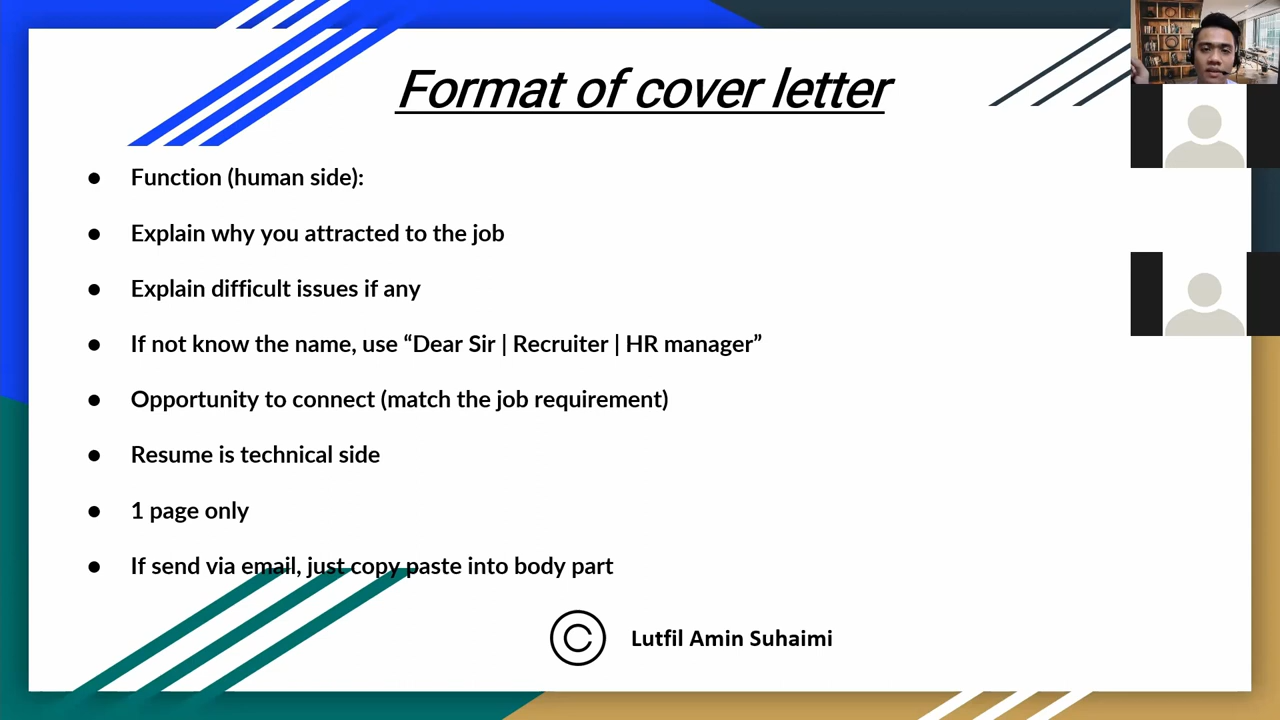 Format of cover letter
● Function (human side):
● Explain why you attracted to the job
● Explain difficult issues if any
● If not know the name, use “Dear Sir | Recruiter | HR manager”
● Opportunity to connect (match the job requirement)
● Resume is technical side
● 1 page only
● If send via email, just copy paste into body part
© Lutfil Amin Suhaimi